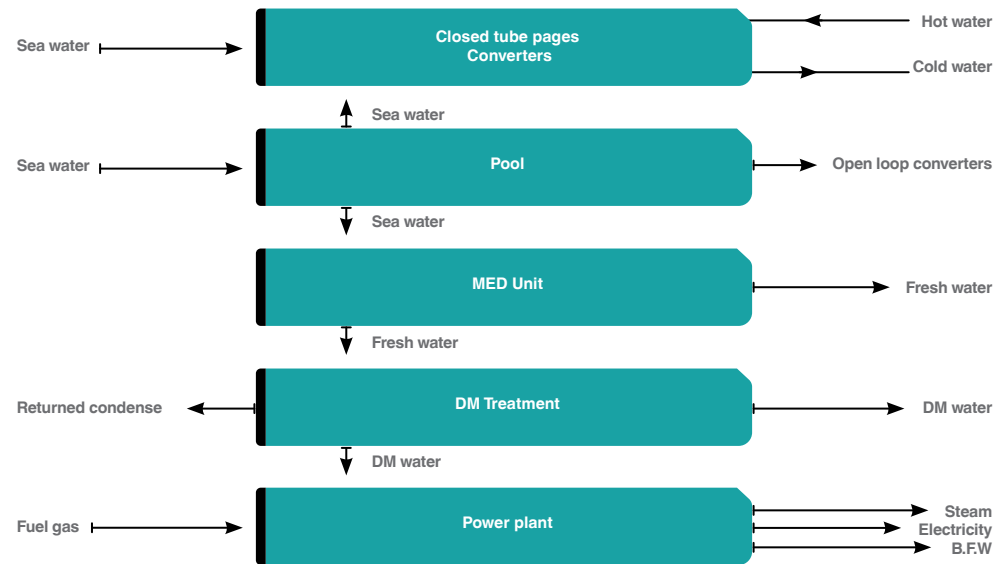 Sea water
Closed tube pages
Converters
Hot water
Cold water
Sea water
Sea water
Pool
Open loop converters
Sea water
MED Unit
Fresh water
Fresh water
Returned condense
DM Treatment
DM water
DM water
Fuel gas
Power plant
Steam
Electricity
B.F.W